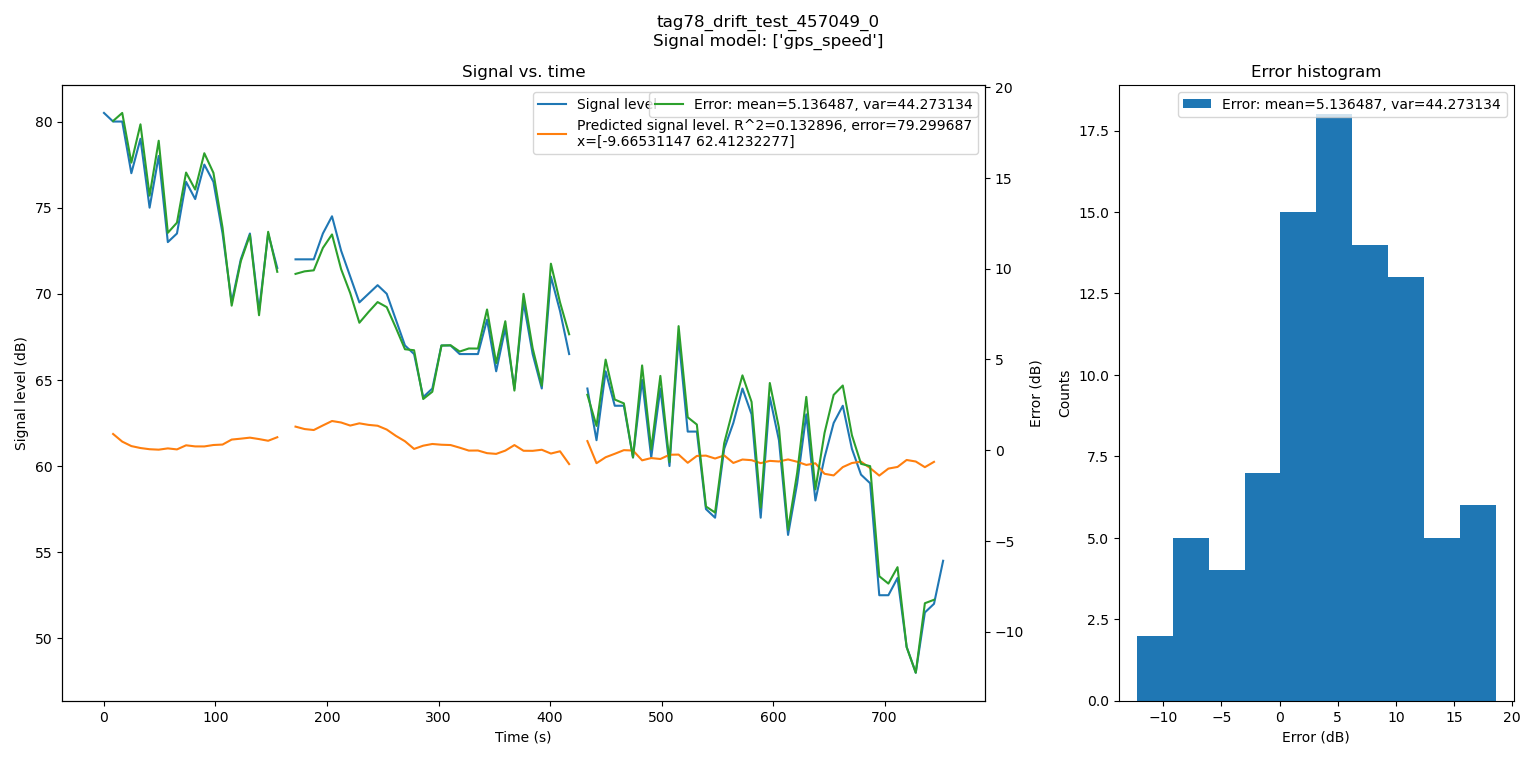 tag78_drift_test_457049_0
Signal model: ['gps_speed']
Signal vs. time
Signal level
Error: mean=5.136487, var=44.273134
Predicted signal level. R^2=0.132896, error=79.299687
x=[-9.66531147 62.41232277]
80
75
70
65
60
55
50
Signal level (dB)
0
100
200
300
400
500
600
700
Time (s)
20
15
10
5
0
−5
−10
Error (dB)
Error histogram
Error: mean=5.136487, var=44.273134
17.5
15.0
12.5
10.0
7.5
5.0
2.5
0.0
Counts
−10
−5
0
5
10
15
20
Error (dB)